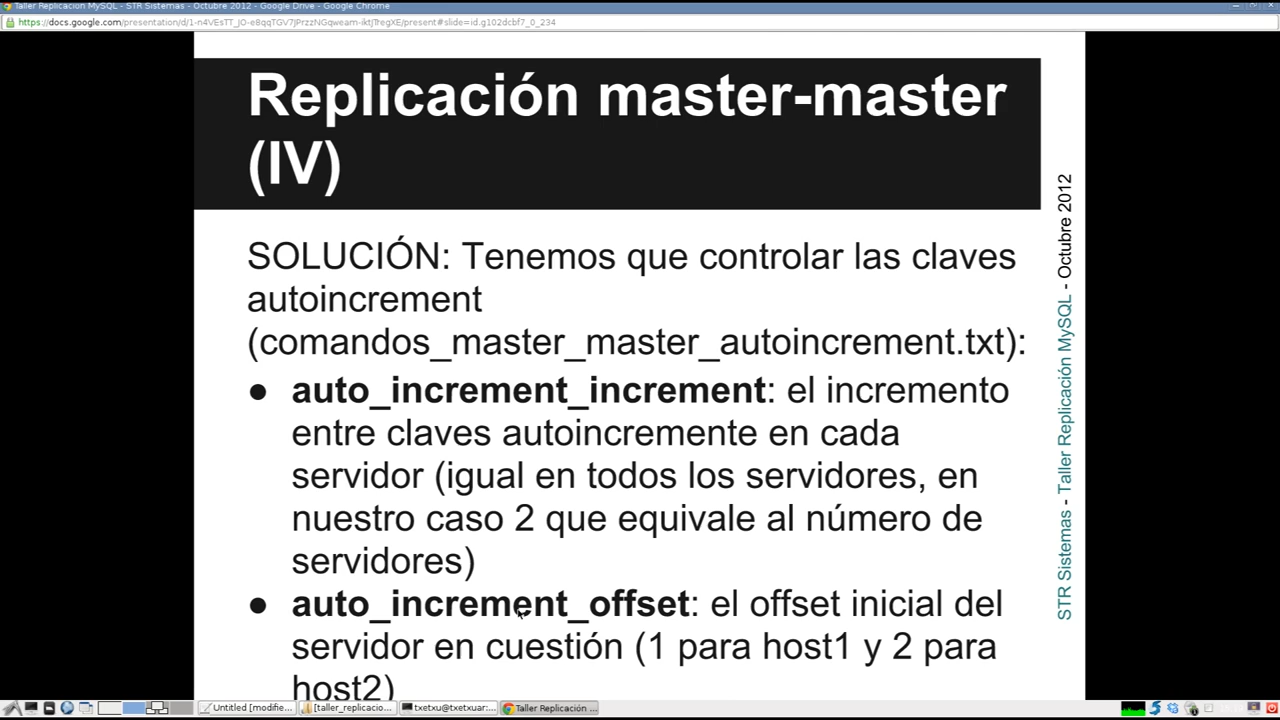 Taller Replicación MySQL - STR Sistemas - Octubre 2012 - Google Drive - Google Chrome
Replicación master-master
(IV)
SOLUCIÓN: Tenemos que controlar las claves
autoincrement
(comandos_master_master_autoincrement.txt):
● auto_increment_increment: el incremento
entre claves autoincremente en cada
servidor (igual en todos los servidores, en
nuestro caso 2 que equivale al número de
servidores)
● auto_increment_offset: el offset inicial del
servidor en cuestión (1 para host1 y 2 para
host2)
STR Sistemas - Taller Replicación MySQL - Octubre 2012
Untitled [modifie...
[taller_replicacio...
txetxu@txetxuar:...
Taller Replicación ...